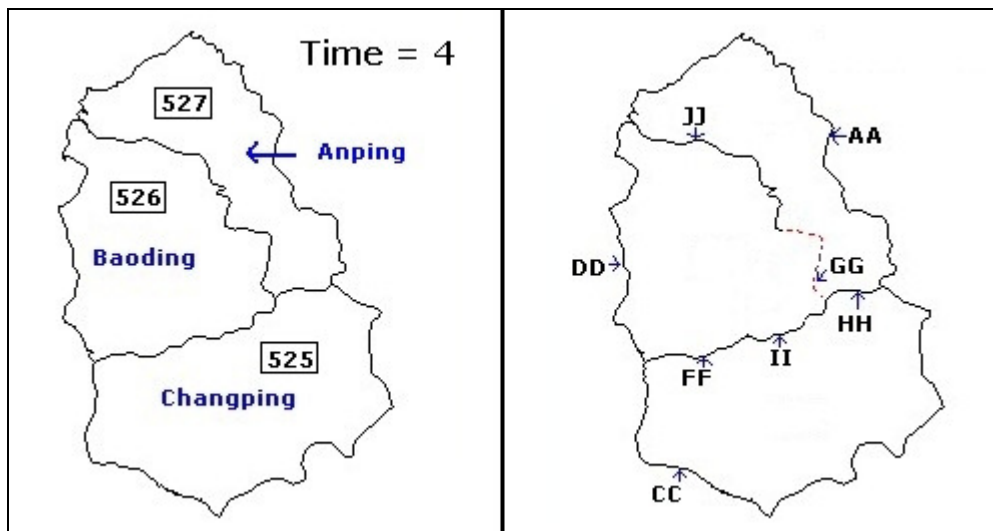 Time = 4
527
Anping
526
Baoding
525
Changping
JJ
AA
DD
GG
HH
II
FF
CC